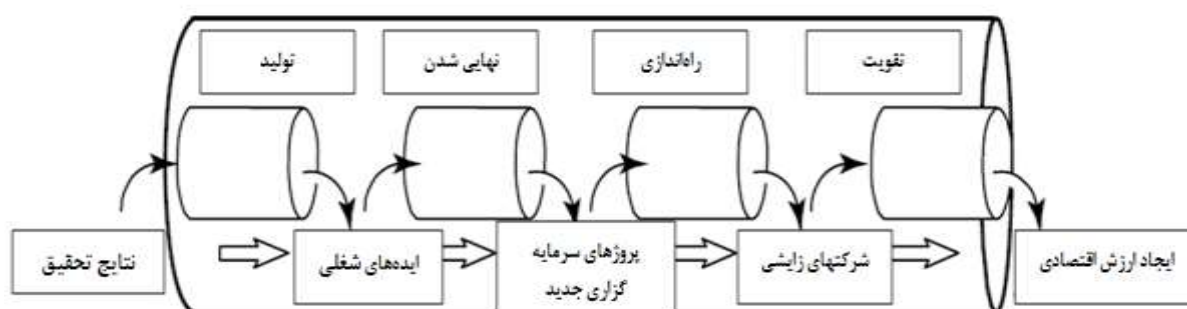 تولید
نهایی شدن
راه‌اندازی
تقویت
نتایج تحقیق
ایده‌های شغلی
پروژهای سرمایه
گزاری جدید
شرکتهای زایشی
ایجاد ارزش اقتصادی